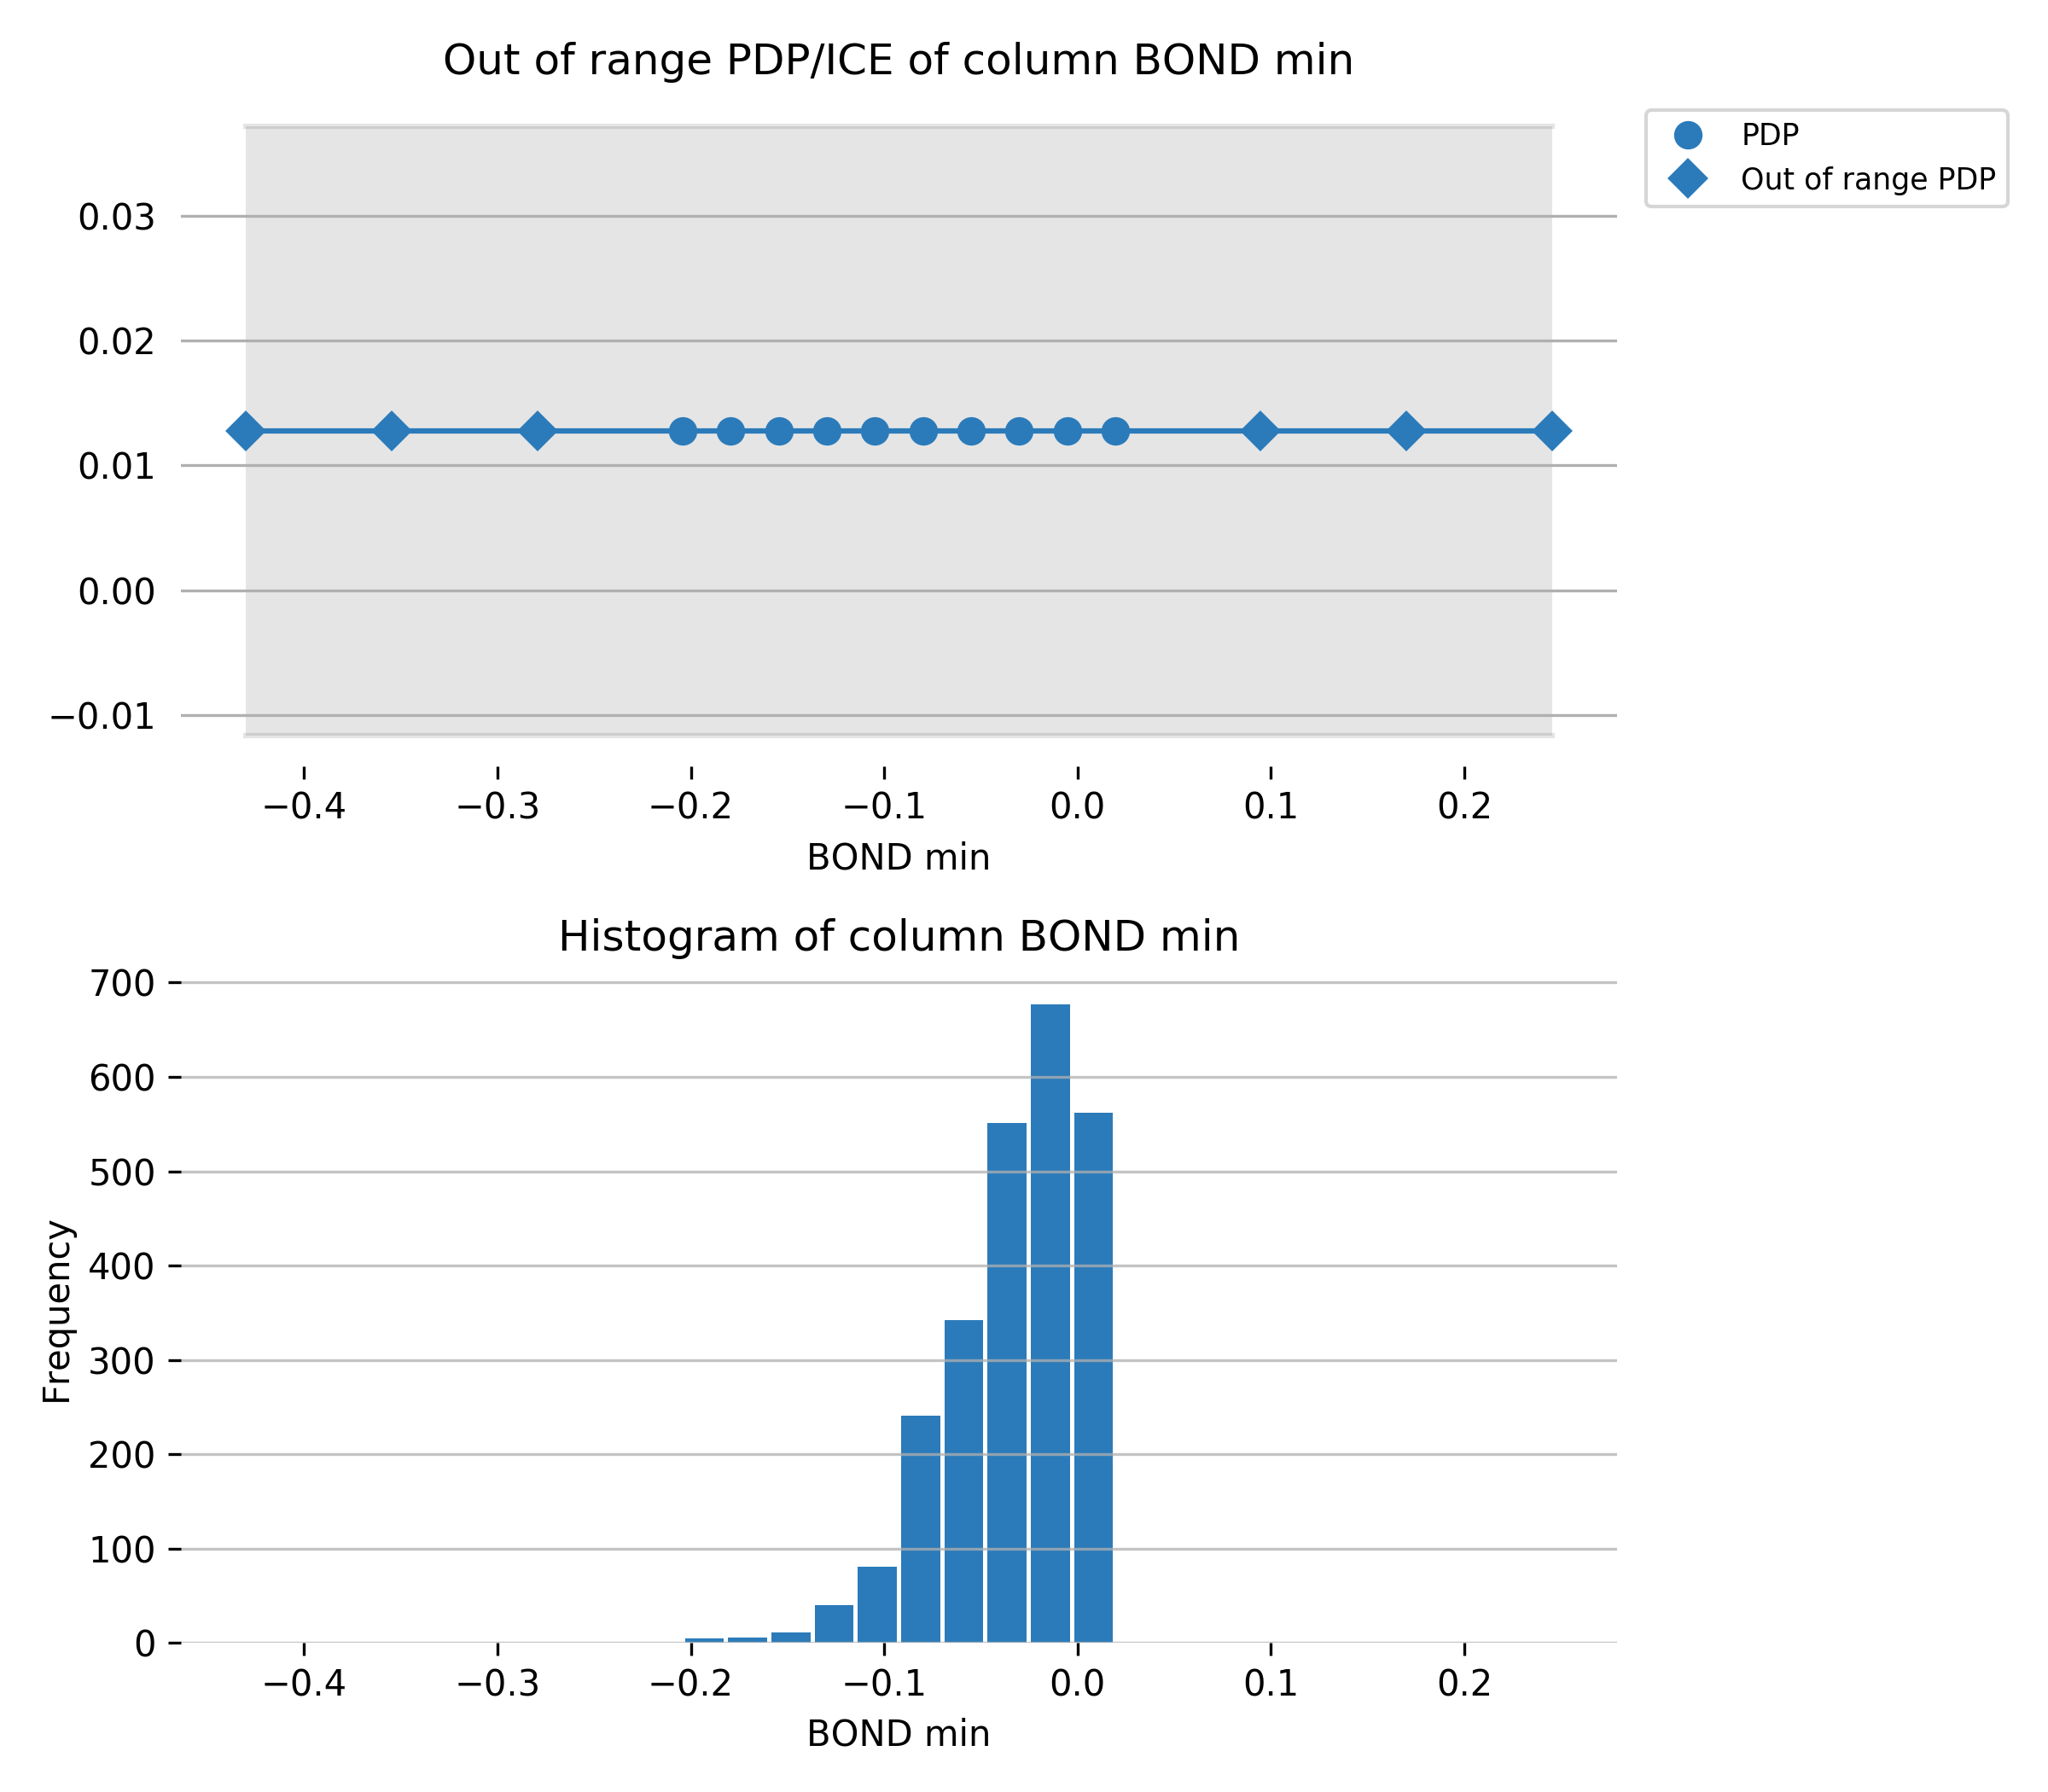 Out of range PDP/ICE of column BOND min
PDP
Out of range PDP
0.03
0.02
0.01
0.00
−0.01
−0.4 −0.3 −0.2 −0.1 0.0 0.1 0.2
BOND min
Histogram of column BOND min
700
600
500
400
300
200
100
0
Frequency
−0.4 −0.3 −0.2 −0.1 0.0 0.1 0.2
BOND min